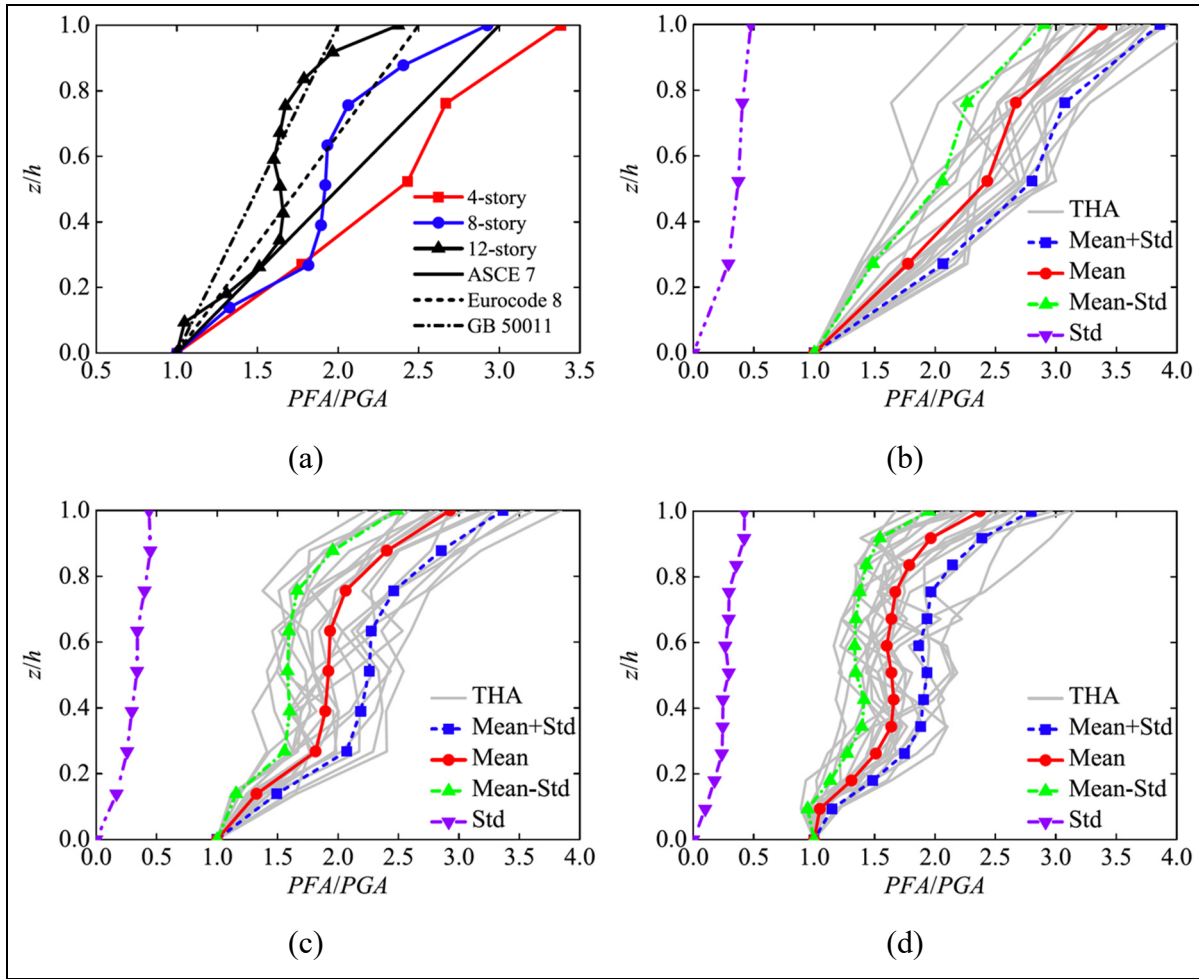 (a)
1.0
0.8
0.6
0.4
0.2
0.0
z/h
0.5 1.0 1.5 2.0 2.5 3.0 3.5
PFA/PGA
4-story
8-story
12-story
ASCE 7
Eurocode 8
GB 50011
(a)
(b)
1.0
0.8
0.6
0.4
0.2
0.0
z/h
0.0 0.5 1.0 1.5 2.0 2.5 3.0 3.5 4.0
PFA/PGA
THA
Mean+Std
Mean
Mean-Std
Std
(b)
1.0
0.8
0.6
0.4
0.2
0.0
z/h
0.0 0.5 1.0 1.5 2.0 2.5 3.0 3.5 4.0
PFA/PGA
THA
Mean+Std
Mean
Mean-Std
Std
(c)
1.0
0.8
0.6
0.4
0.2
0.0
z/h
0.0 0.5 1.0 1.5 2.0 2.5 3.0 3.5 4.0
PFA/PGA
THA
Mean+Std
Mean
Mean-Std
Std
(d)